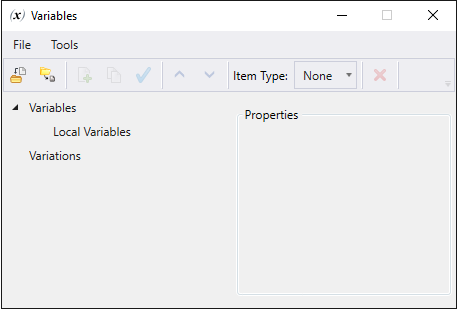 (x) Variables
File Tools
Item Type: None
Variables
Properties
Local Variables
Variations